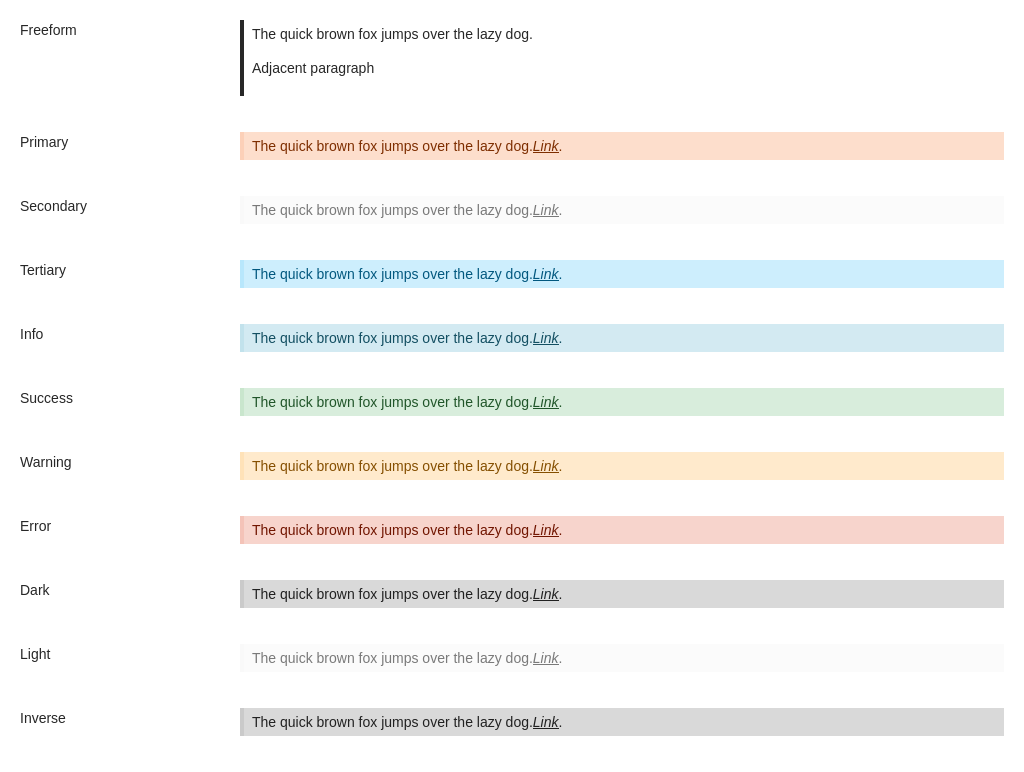 Freeform
The quick brown fox jumps over the lazy dog.
Adjacent paragraph
Primary
The quick brown fox jumps over the lazy dog.Link.
Secondary
The quick brown fox jumps over the lazy dog.Link.
Tertiary
The quick brown fox jumps over the lazy dog.Link.
Info
The quick brown fox jumps over the lazy dog.Link.
Success
The quick brown fox jumps over the lazy dog.Link.
Warning
The quick brown fox jumps over the lazy dog.Link.
Error
The quick brown fox jumps over the lazy dog.Link.
Dark
The quick brown fox jumps over the lazy dog.Link.
Light
The quick brown fox jumps over the lazy dog.Link.
Inverse
The quick brown fox jumps over the lazy dog.Link.